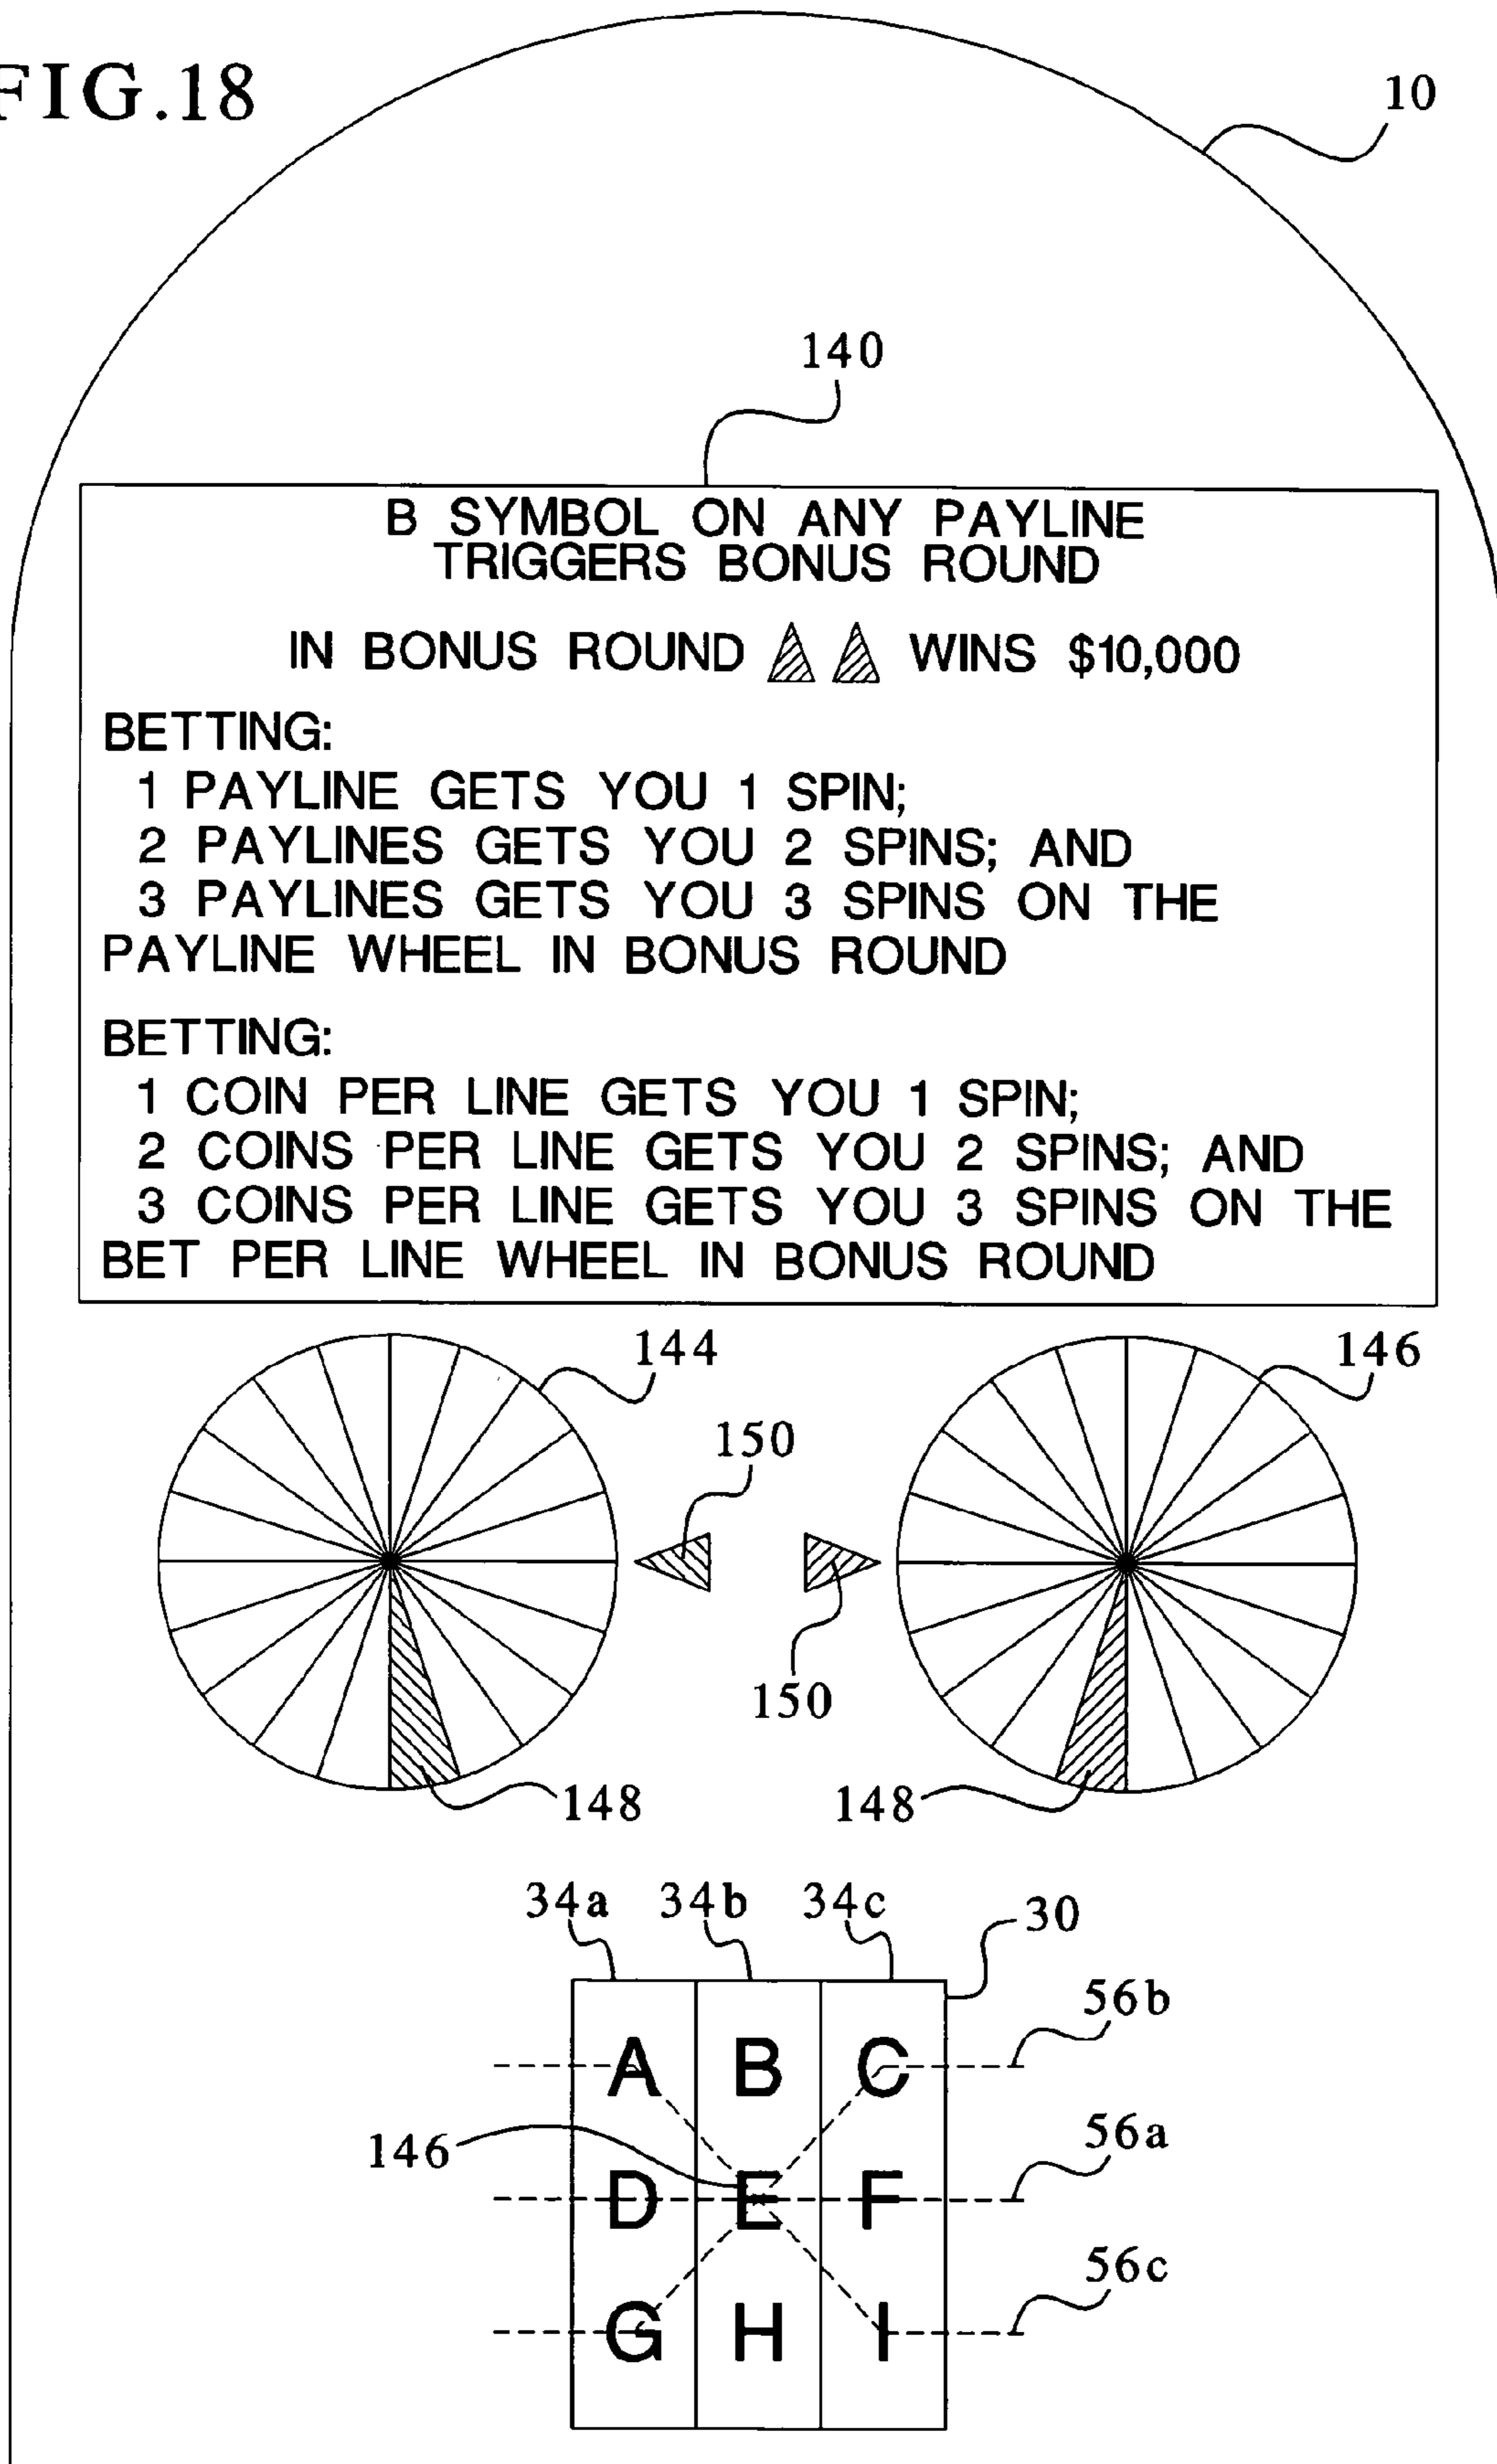 FIG.18
10
140
B SYMBOL ON ANY PAYLINE
TRIGGERS BONUS ROUND
IN BONUS ROUND WINS $10,000
BETTING:
1 PAYLINE GETS YOU 1 SPIN;
2 PAYLINES GETS YOU 2 SPINS; AND
3 PAYLINES GETS YOU 3 SPINS ON THE
PAYLINE WHEEL IN BONUS ROUND
BETTING:
1 COIN PER LINE GETS YOU 1 SPIN;
2 COINS PER LINE GETS YOU 2 SPINS; AND
3 COINS PER LINE GETS YOU 3 SPINS ON THE
BET PER LINE WHEEL IN BONUS ROUND
144 146
150
150
148 148
34a 34b 34c 30
56b
A B C
56a
146
D E F
56c
G H I